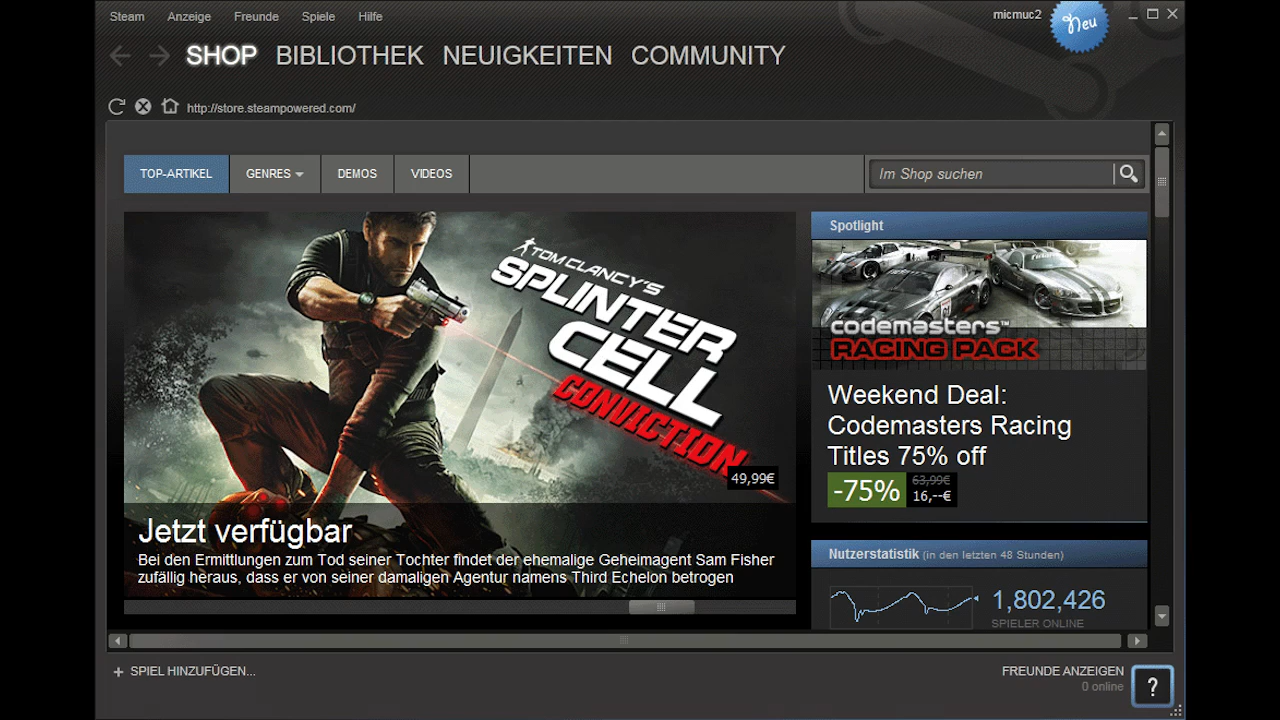 Steam Anzeige Freunde Spiele Hilfe
micmuc2
Neu
SHOP BIBLIOTHEK NEUIGKEITEN COMMUNITY
http://store.steampowered.com/
TOP-ARTIKEL GENRES DEMOS VIDEOS
Im Shop suchen
TOM CLANCY'S
SPLINTER
CELL
CONVICTION
49,99€
Jetzt verfügbar
Bei den Ermittlungen zum Tod seiner Tochter findet der ehemalige Geheimagent Sam Fisher
zufällig heraus, dass er von seiner damaligen Agentur namens Third Echelon betrogen
Spotlight
codemasters™
RACING PACK
Weekend Deal:
Codemasters Racing
Titles 75% off
-75%
63,99€
16,--€
Nutzerstatistik (in den letzten 48 Stunden)
1,802,426
SPIELER ONLINE
+ SPIEL HINZUFÜGEN...
FREUNDE ANZEIGEN
0 online
?